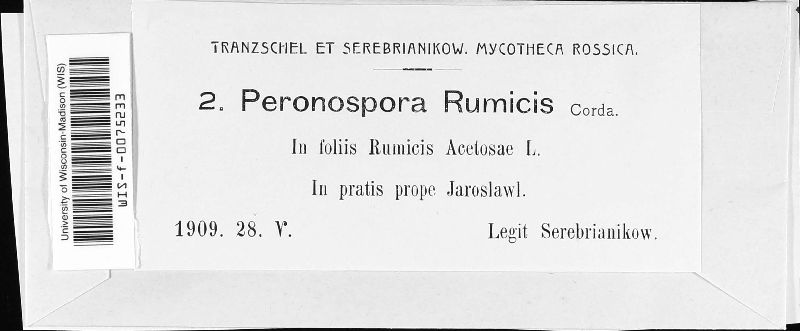 TRANZSCHEL ET SEREBRIANIKOW. MYCOTHECA ROSSICA.
2. Peronospora Rumicis Corda.
In foliis Rumicis Acetosae L.
In pratis prope Jaroslawl.
1909. 28. V. Legit Serebrianikow.
University of Wisconsin-Madison (WIS)
WIS-f-0075233